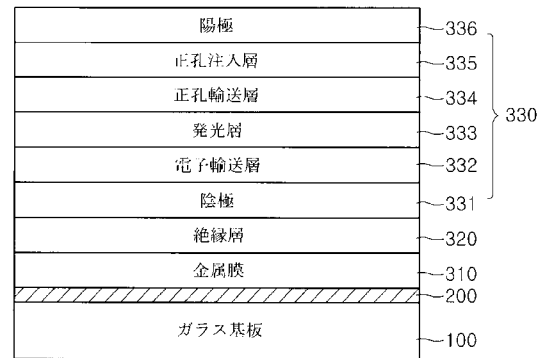 陽極 336
正孔注入層 335
正孔輸送層 334
発光層 333
電子輸送層 332
陰極 331
330
絶縁層 320
金属膜 310
200
ガラス基板 100